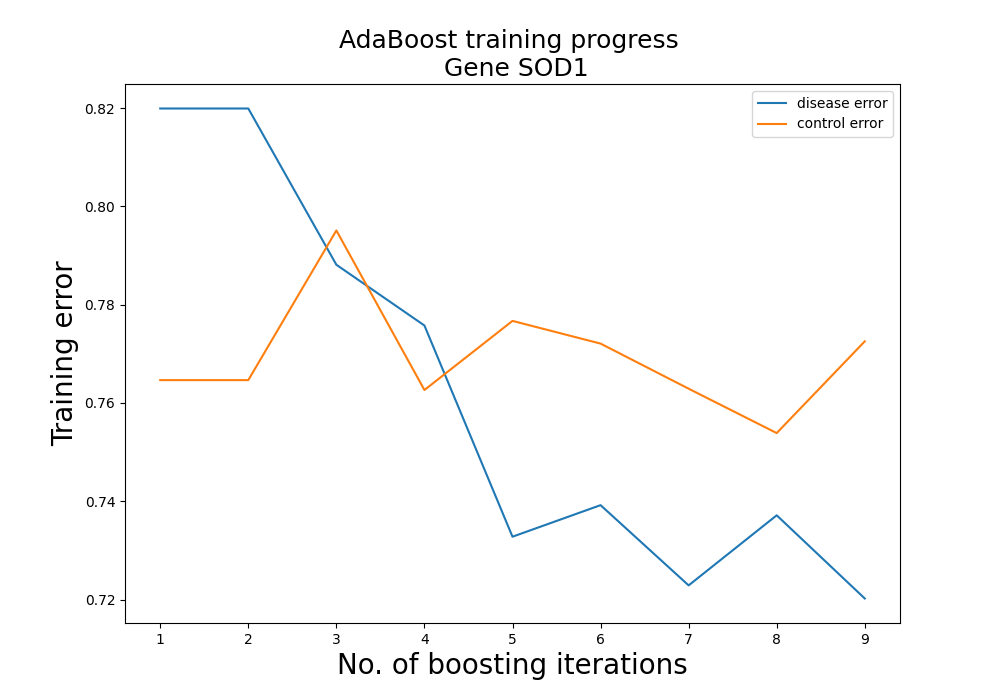 AdaBoost training progress
Gene SOD1
disease error
control error
0.82
0.80
0.78
0.76
0.74
0.72
Training error
1 2 3 4 5 6 7 8 9
No. of boosting iterations